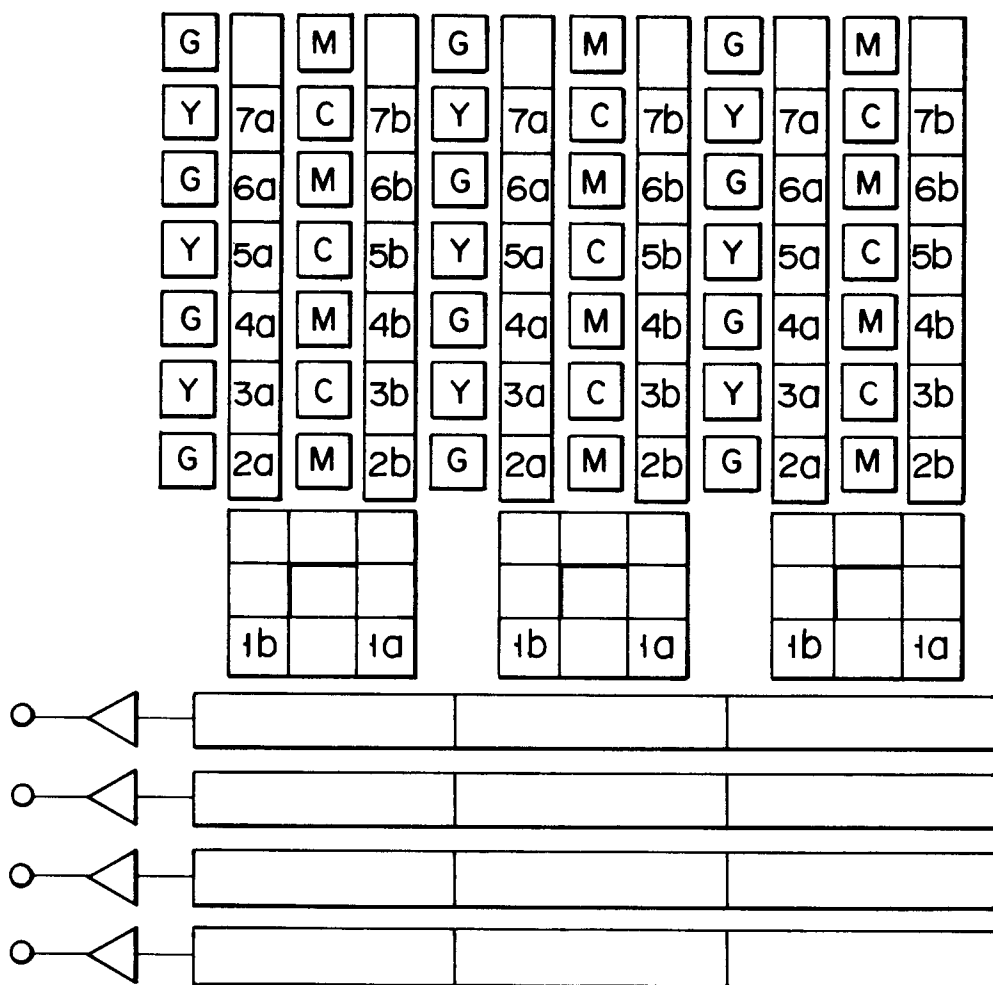 G M G M G M
Y 7a C 7b Y 7a C 7b Y 7a C 7b
G 6a M 6b G 6a M 6b G 6a M 6b
Y 5a C 5b Y 5a C 5b Y 5a C 5b
G 4a M 4b G 4a M 4b G 4a M 4b
Y 3a C 3b Y 3a C 3b Y 3a C 3b
G 2a M 2b G 2a M 2b G 2a M 2b
1b 1a 1b 1a 1b 1a